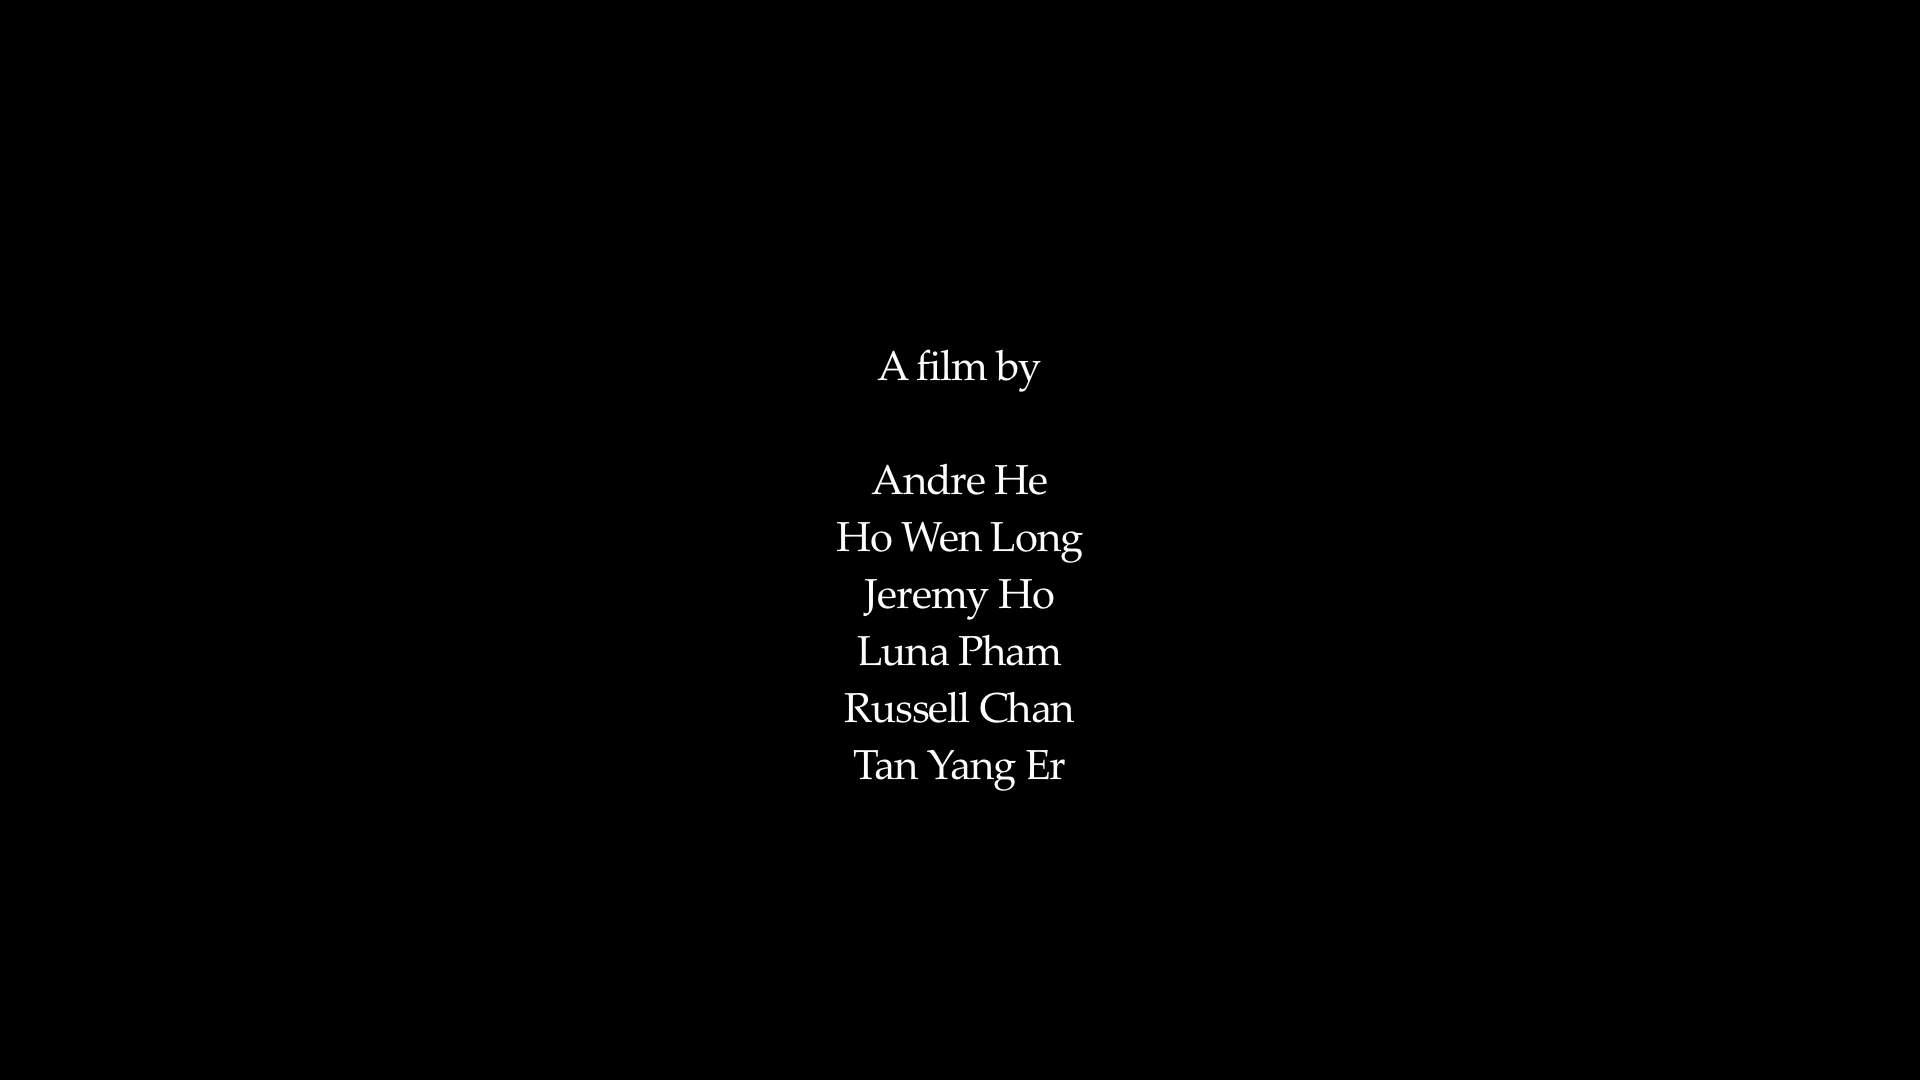 A film by
Andre He
Ho Wen Long
Jeremy Ho
Luna Pham
Russell Chan
Tan Yang Er